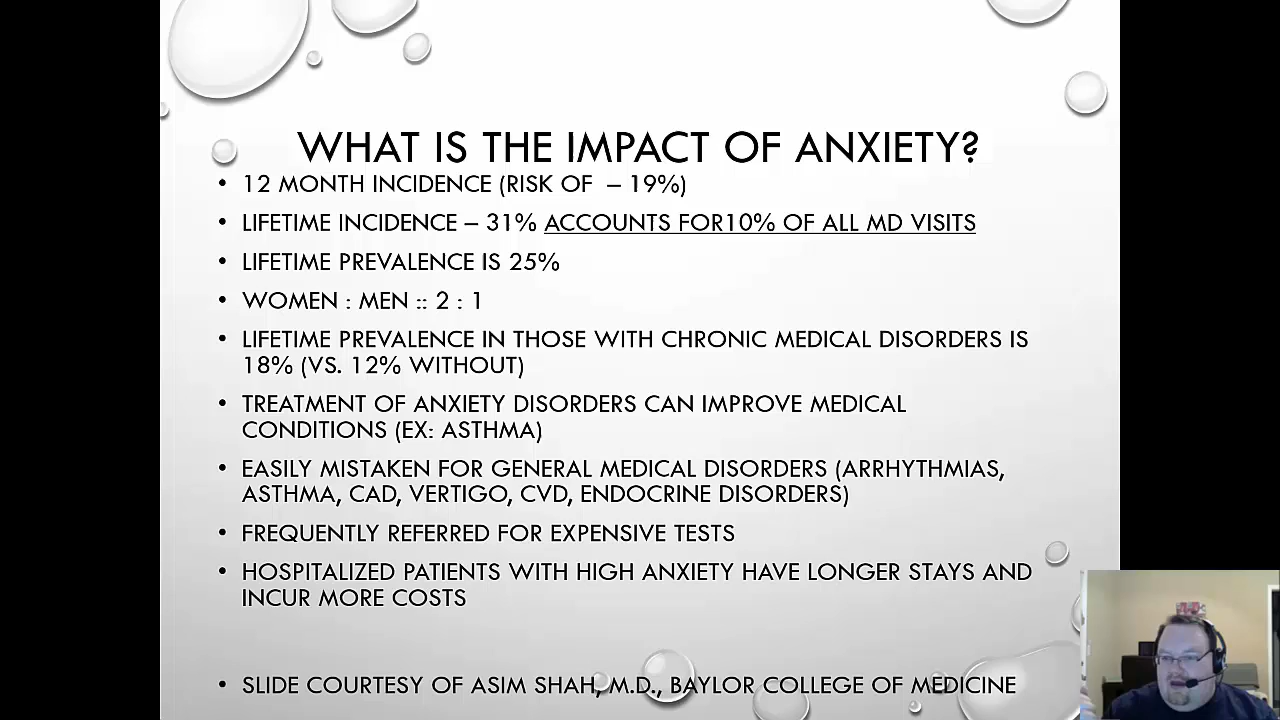 WHAT IS THE IMPACT OF ANXIETY?
• 12 MONTH INCIDENCE (RISK OF – 19%)
• LIFETIME INCIDENCE – 31% ACCOUNTS FOR10% OF ALL MD VISITS
• LIFETIME PREVALENCE IS 25%
• WOMEN : MEN :: 2 : 1
• LIFETIME PREVALENCE IN THOSE WITH CHRONIC MEDICAL DISORDERS IS
18% (VS. 12% WITHOUT)
• TREATMENT OF ANXIETY DISORDERS CAN IMPROVE MEDICAL
CONDITIONS (EX: ASTHMA)
• EASILY MISTAKEN FOR GENERAL MEDICAL DISORDERS (ARRHYTHMIAS,
ASTHMA, CAD, VERTIGO, CVD, ENDOCRINE DISORDERS)
• FREQUENTLY REFERRED FOR EXPENSIVE TESTS
• HOSPITALIZED PATIENTS WITH HIGH ANXIETY HAVE LONGER STAYS AND
INCUR MORE COSTS
• SLIDE COURTESY OF ASIM SHAH, M.D., BAYLOR COLLEGE OF MEDICINE